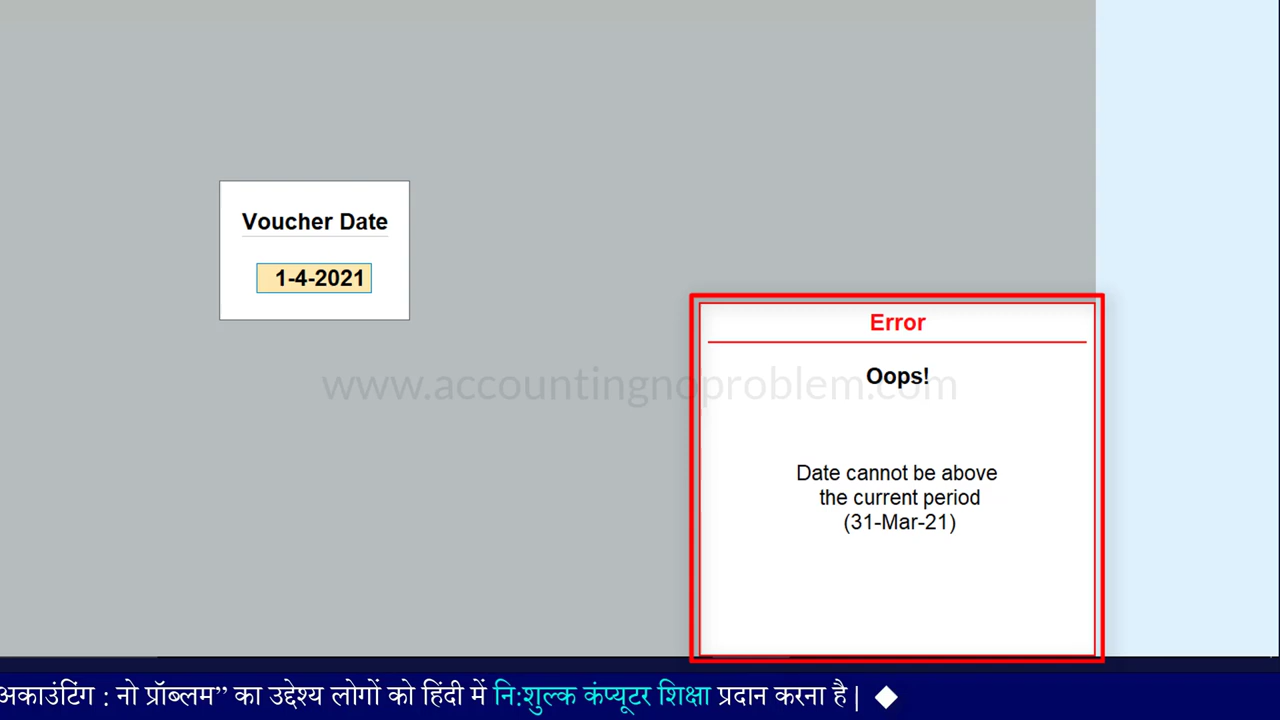 Voucher Date
1-4-2021
Error
Oops!
www.accountingnoproblem.com
Date cannot be above
the current period
(31-Mar-21)
अकाउंटिंग : नो प्रॉब्लम” का उद्देश्य लोगों को हिंदी में नि:शुल्क कंप्यूटर शिक्षा प्रदान करना है | ◆